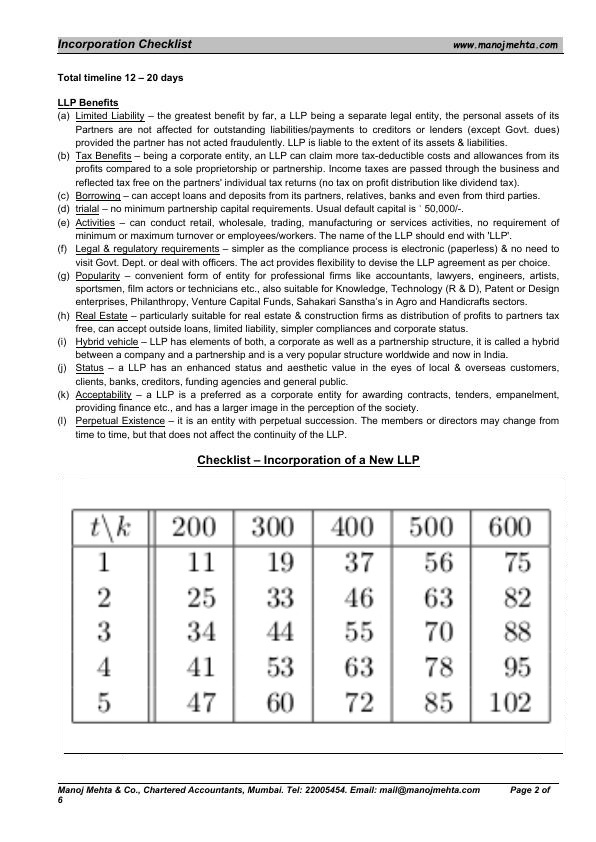 Incorporation Checklist www.manojmehta.com
Total timeline 12 – 20 days
LLP Benefits
(a) Limited Liability – the greatest benefit by far, a LLP being a separate legal entity, the personal assets of its
Partners are not affected for outstanding liabilities/payments to creditors or lenders (except Govt. dues)
provided the partner has not acted fraudulently. LLP is liable to the extent of its assets & liabilities.
(b) Tax Benefits – being a corporate entity, an LLP can claim more tax-deductible costs and allowances from its
profits compared to a sole proprietorship or partnership. Income taxes are passed through the business and
reflected tax free on the partners' individual tax returns (no tax on profit distribution like dividend tax).
(c) Borrowing – can accept loans and deposits from its partners, relatives, banks and even from third parties.
(d) trialal – no minimum partnership capital requirements. Usual default capital is ` 50,000/-.
(e) Activities – can conduct retail, wholesale, trading, manufacturing or services activities, no requirement of
minimum or maximum turnover or employees/workers. The name of the LLP should end with 'LLP'.
(f) Legal & regulatory requirements – simpler as the compliance process is electronic (paperless) & no need to
visit Govt. Dept. or deal with officers. The act provides flexibility to devise the LLP agreement as per choice.
(g) Popularity – convenient form of entity for professional firms like accountants, lawyers, engineers, artists,
sportsmen, film actors or technicians etc., also suitable for Knowledge, Technology (R & D), Patent or Design
enterprises, Philanthropy, Venture Capital Funds, Sahakari Sanstha's in Agro and Handicrafts sectors.
(h) Real Estate – particularly suitable for real estate & construction firms as distribution of profits to partners tax
free, can accept outside loans, limited liability, simpler compliances and corporate status.
(i) Hybrid vehicle – LLP has elements of both, a corporate as well as a partnership structure, it is called a hybrid
between a company and a partnership and is a very popular structure worldwide and now in India.
(j) Status – a LLP has an enhanced status and aesthetic value in the eyes of local & overseas customers,
clients, banks, creditors, funding agencies and general public.
(k) Acceptability – a LLP is a preferred as a corporate entity for awarding contracts, tenders, empanelment,
providing finance etc., and has a larger image in the perception of the society.
(l) Perpetual Existence – it is an entity with perpetual succession. The members or directors may change from
time to time, but that does not affect the continuity of the LLP.
Checklist – Incorporation of a New LLP
t\k 200 300 400 500 600
1 11 19 37 56 75
2 25 33 46 63 82
3 34 44 55 70 88
4 41 53 63 78 95
5 47 60 72 85 102
Manoj Mehta & Co., Chartered Accountants, Mumbai. Tel: 22005454. Email: mail@manojmehta.com Page 2 of
6